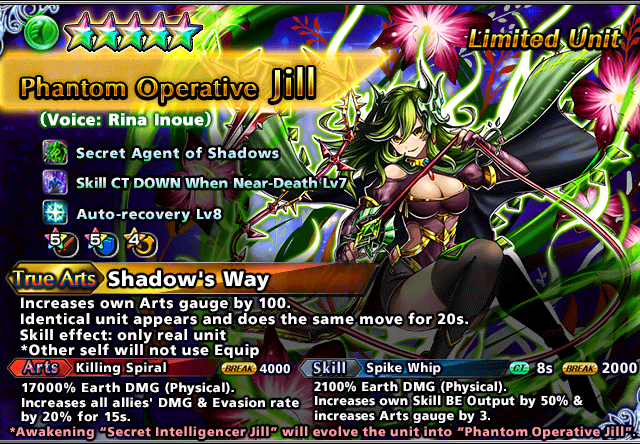 Limited Unit
Phantom Operative Jill
(Voice: Rina Inoue)
Secret Agent of Shadows
Skill CT DOWN When Near-Death Lv7
Auto-recovery Lv8
5 5 4
True Arts Shadow's Way
Increases own Arts gauge by 100.
Identical unit appears and does the same move for 20s.
Skill effect: only real unit
*Other self will not use Equip
Arts Killing Spiral BREAK 4000
17000% Earth DMG (Physical).
Increases all allies' DMG & Evasion rate
by 20% for 15s.
Skill Spike Whip CT 8s BREAK 2000
2100% Earth DMG (Physical).
Increases own Skill BE Output by 50% &
increases Arts gauge by 3.
*Awakening "Secret Intelligencer Jill" will evolve the unit into "Phantom Operative Jill".